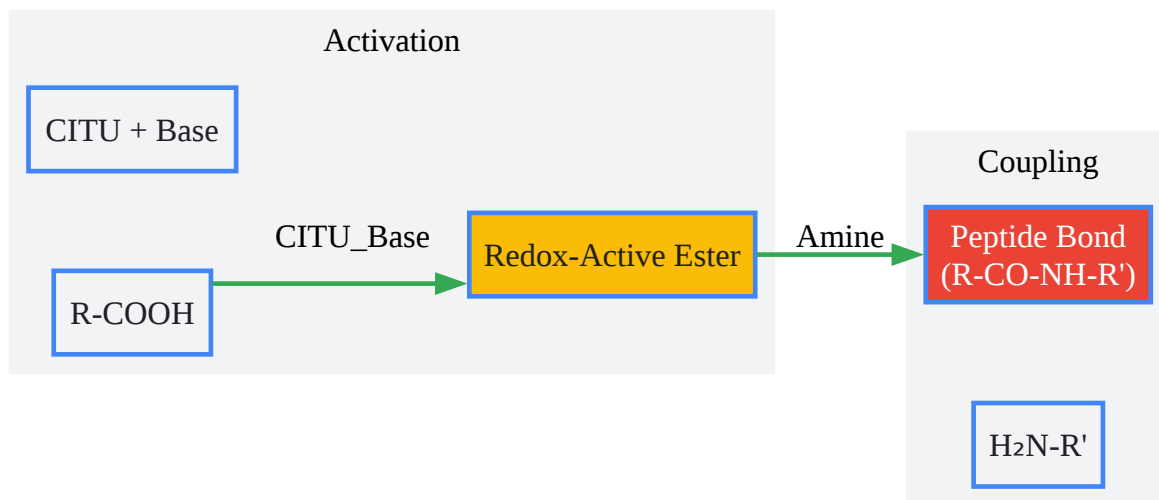 Activation
CITU + Base
R-COOH
CITU_Base
Redox-Active Ester
Amine
Coupling
Peptide Bond
(R-CO-NH-R')
H₂N-R'